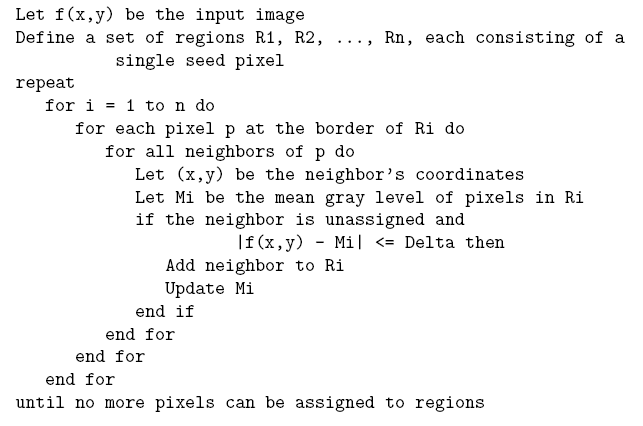 Let f(x,y) be the input image
Define a set of regions R1, R2, ..., Rn, each consisting of a
single seed pixel
repeat
for i = 1 to n do
for each pixel p at the border of Ri do
for all neighbors of p do
Let (x,y) be the neighbor's coordinates
Let Mi be the mean gray level of pixels in Ri
if the neighbor is unassigned and
|f(x,y) - Mi| <= Delta then
Add neighbor to Ri
Update Mi
end if
end for
end for
end for
until no more pixels can be assigned to regions